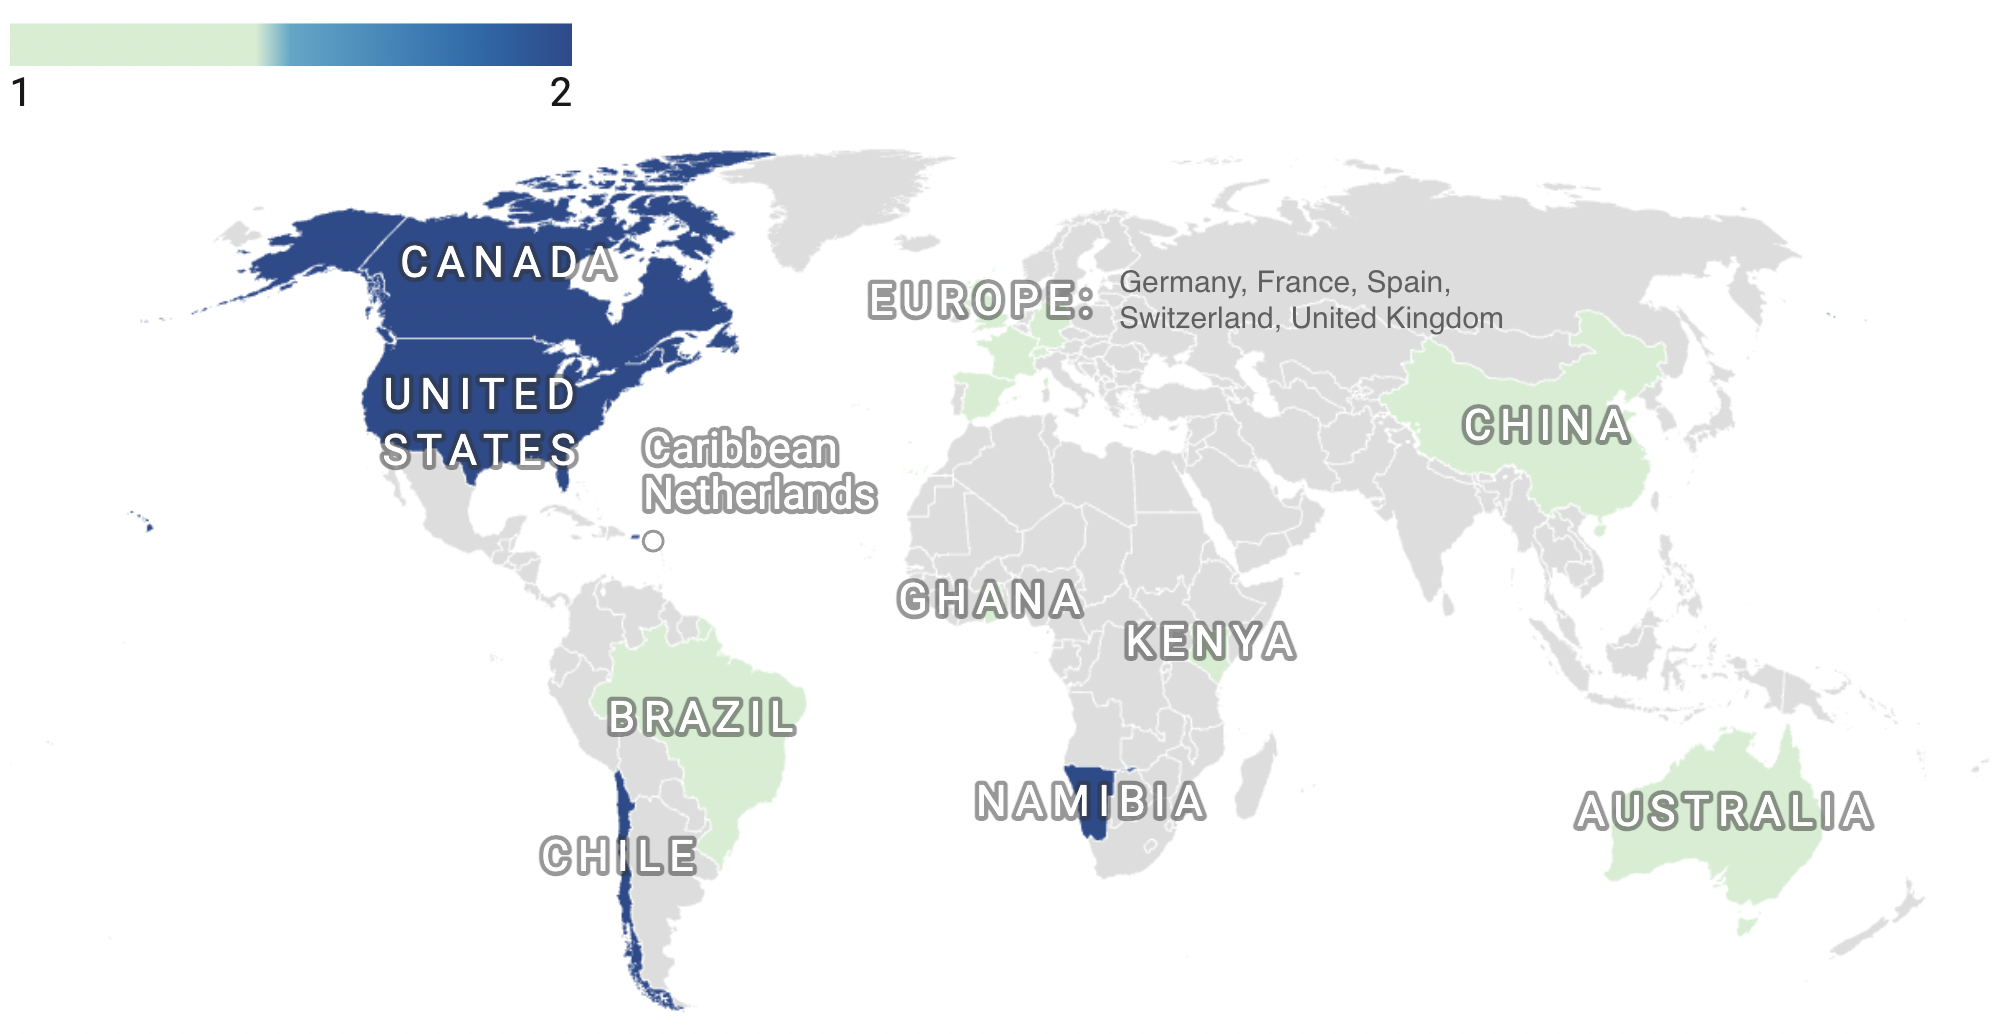 1
2
CANADA
EUROPE:
Germany, France, Spain,
Switzerland, United Kingdom
UNITED
STATES
CHINA
Caribbean
Netherlands
GHANA
KENYA
BRAZIL
NAMIBIA
AUSTRALIA
CHILE